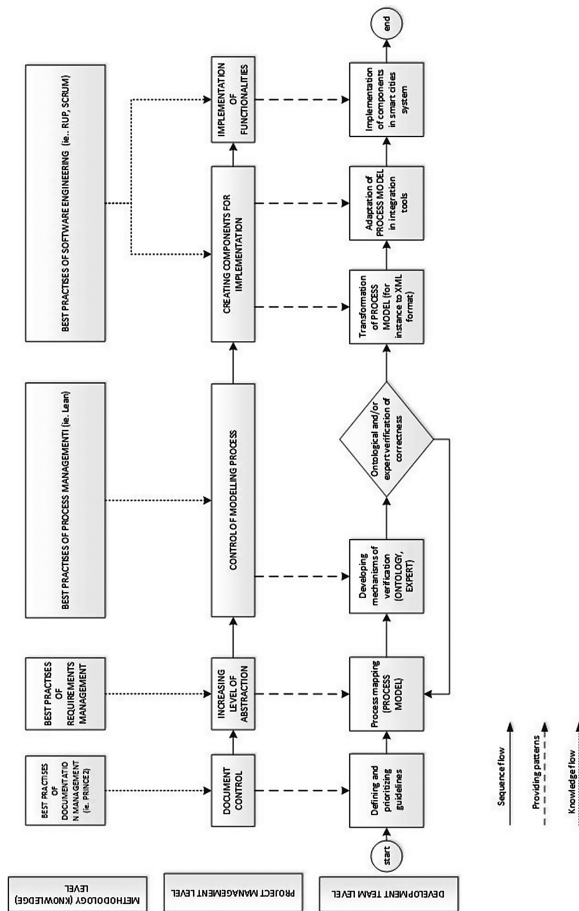 METHODOLOGY (KNOWLEDGE)
LEVEL
BEST PRACTISES
OF
DOCUMENTATIO
N MANAGEMENT
(ie. PRINCE2)
BEST PRACTISES
OF
REQUIREMENTS
MANAGEMENT
BEST PRACTISES OF PROCESS MANAGEMENTI (ie. Lean)
BEST PRACTISES OF SOFTWARE ENGINEERING (ie.. RUP, SCRUM)
PROJECT MANAGEMENT LEVEL
DOCUMENT
CONTROL
INCREASING
LEVEL OF
ABSTRACTION
CONTROL OF MODELLING PROCESS
CREATING COMPONENTS FOR
IMPLEMENTATION
IMPLEMENTATION
OF
FUNCTIONALITIES
DEVELOPMENT TEAM LEVEL
start
Defining and
prioritizing
guidelines
Process mapping
(PROCESS
MODEL)
Developing
mechanisms of
verification
(ONTOLOGY,
EXPERT)
Ontological and/or
expert verification of
correctness
Transformation
of PROCESS
MODEL (for
instance to XML
format)
Adaptation of
PROCESS MODEL
in integration
tools
Implementation
of components
in smart cities
system
end
Sequence flow
Providing patterns
Knowledge flow